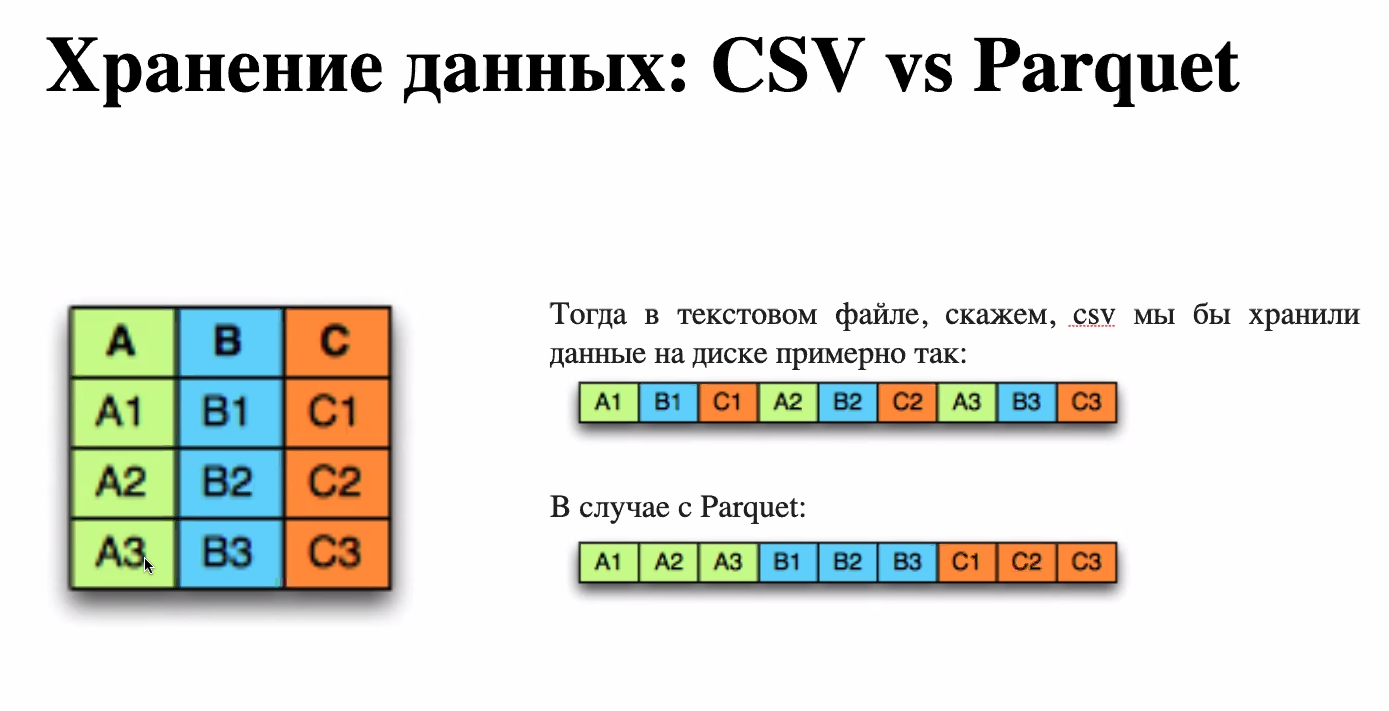 Хранение данных: CSV vs Parquet
A B C
A1 B1 C1
A2 B2 C2
A3 B3 C3
Тогда в текстовом файле, скажем, csv мы бы хранили
данные на диске примерно так:
A1 B1 C1 A2 B2 C2 A3 B3 C3
В случае с Parquet:
A1 A2 A3 B1 B2 B3 C1 C2 C3